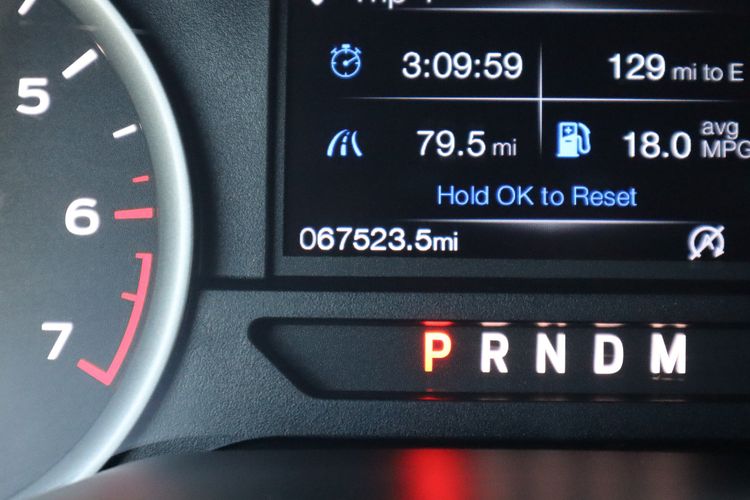 3:09:59
129 mi to E
79.5 mi
18.0 avg MPG
Hold OK to Reset
067523.5mi
5
6
7
P R N D M